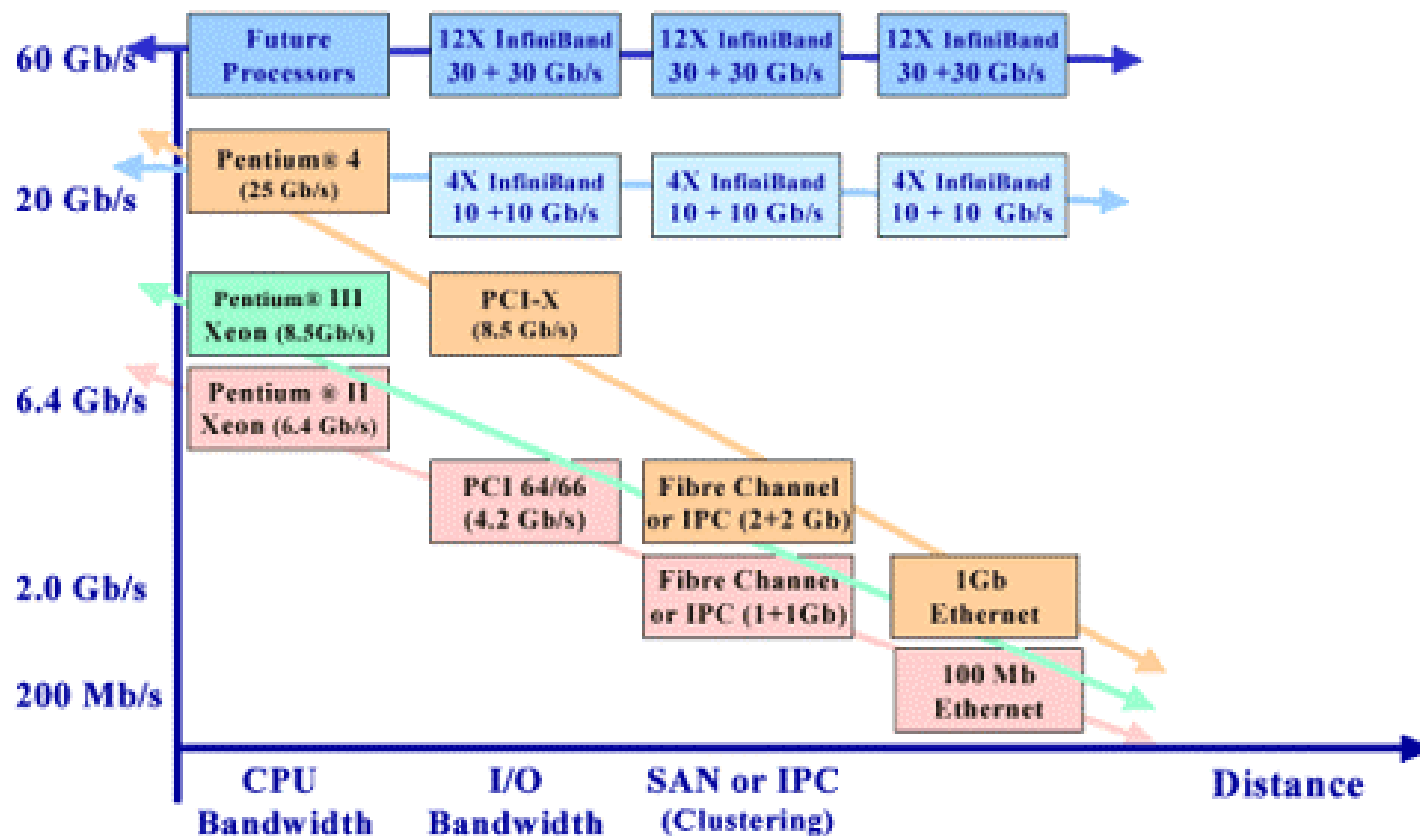 60 Gb/s
Future
Processors
12X InfiniBand
30 + 30 Gb/s
12X InfiniBand
30 + 30 Gb/s
12X InfiniBand
30 +30 Gb/s
20 Gb/s
Pentium® 4
(25 Gb/s)
4X InfiniBand
10 +10 Gb/s
4X InfiniBand
10 + 10 Gb/s
4X InfiniBand
10 + 10 Gb/s
Pentium® III
Xeon (8.5Gb/s)
PCI-X
(8.5 Gb/s)
6.4 Gb/s
Pentium ® II
Xeon (6.4 Gb/s)
PCI 64/66
(4.2 Gb/s)
Fibre Channel
or IPC (2+2 Gb)
2.0 Gb/s
Fibre Channel
or IPC (1+1Gb)
1Gb
Ethernet
200 Mb/s
100 Mb
Ethernet
CPU
Bandwidth
I/O
Bandwidth
SAN or IPC
(Clustering)
Distance